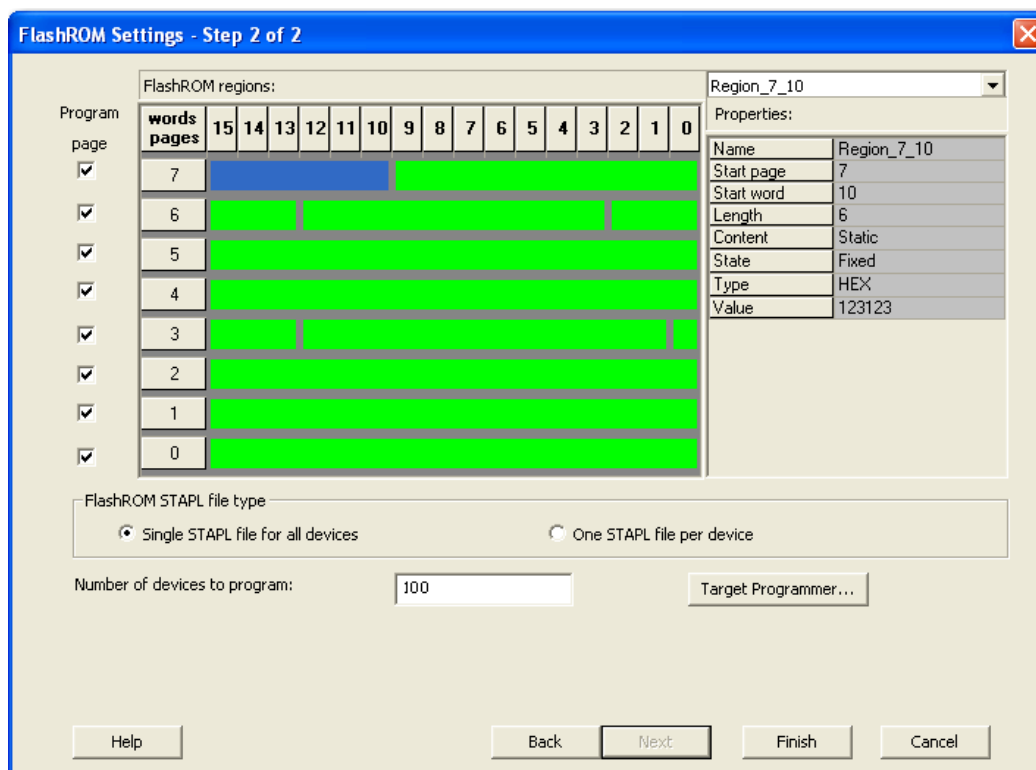 FlashROM Settings - Step 2 of 2
FlashROM regions:
Region_7_10
Program page
words pages 15 14 13 12 11 10 9 8 7 6 5 4 3 2 1 0
Properties:
7
6
5
4
3
2
1
0
Name Region_7_10
Start page 7
Start word 10
Length 6
Content Static
State Fixed
Type HEX
Value 123123
FlashROM STAPL file type
Single STAPL file for all devices One STAPL file per device
Number of devices to program: 100 Target Programmer...
Help Back Next Finish Cancel